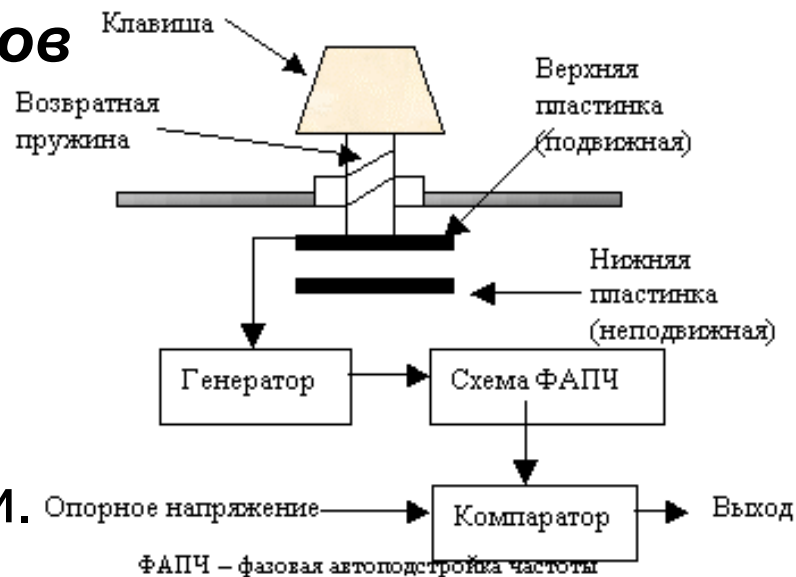 ов
Клавиша
Возвратная
пружина
Верхняя
пластинка
(подвижная)
Нижняя
пластинка
(неподвижная)
Генератор
Схема ФАПЧ
и.
Опорное напряжение
Компаратор
Выход
ФАПЧ – фазовая автоподстройка частоты